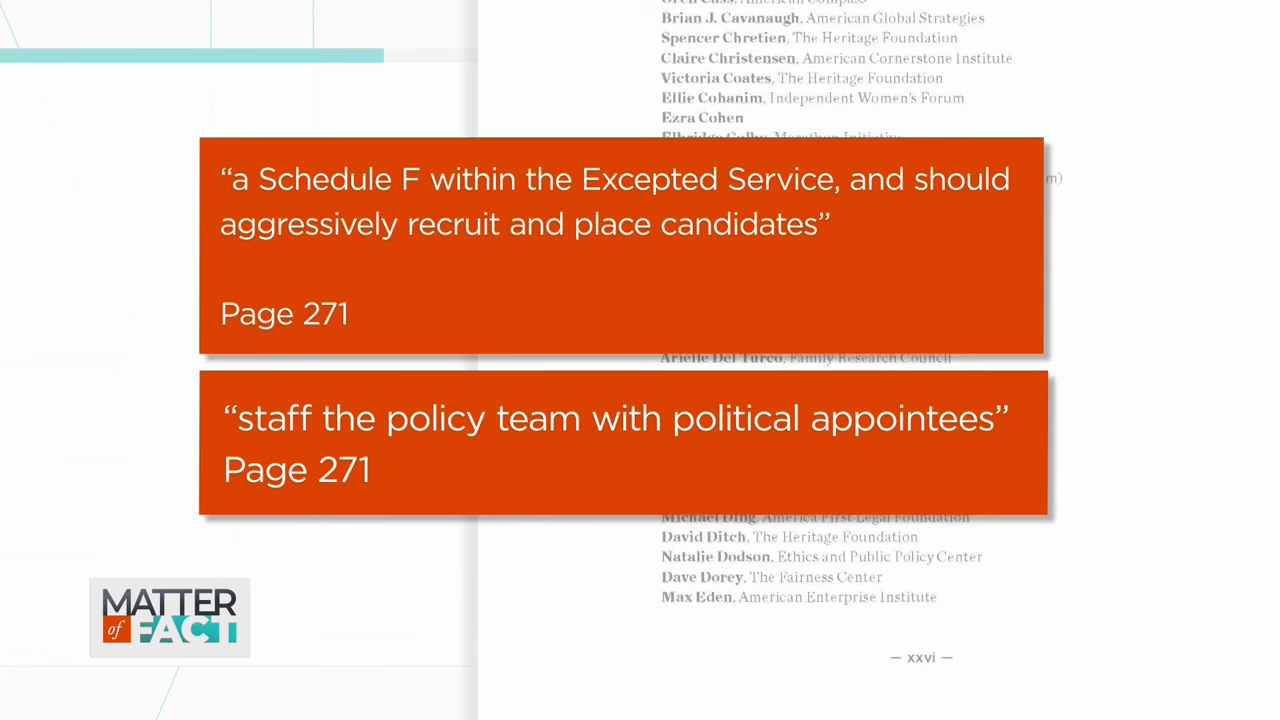 Brian J. Cavanaugh, American Global Strategies
Spencer Chretien, The Heritage Foundation
Claire Christensen, American Cornerstone Institute
Victoria Coates, The Heritage Foundation
Ellie Cohanim, Independent Women's Forum
Ezra Cohen
“a Schedule F within the Excepted Service, and should
aggressively recruit and place candidates”
Page 271
m)
Arielle Del Turco, Family Research Council
“staff the policy team with political appointees”
Page 271
Michael Ding, America First Legal Foundation
David Ditch, The Heritage Foundation
Natalie Dodson, Ethics and Public Policy Center
Dave Dorey, The Fairness Center
Max Eden, American Enterprise Institute
— xxvi —
MATTER
of FACT